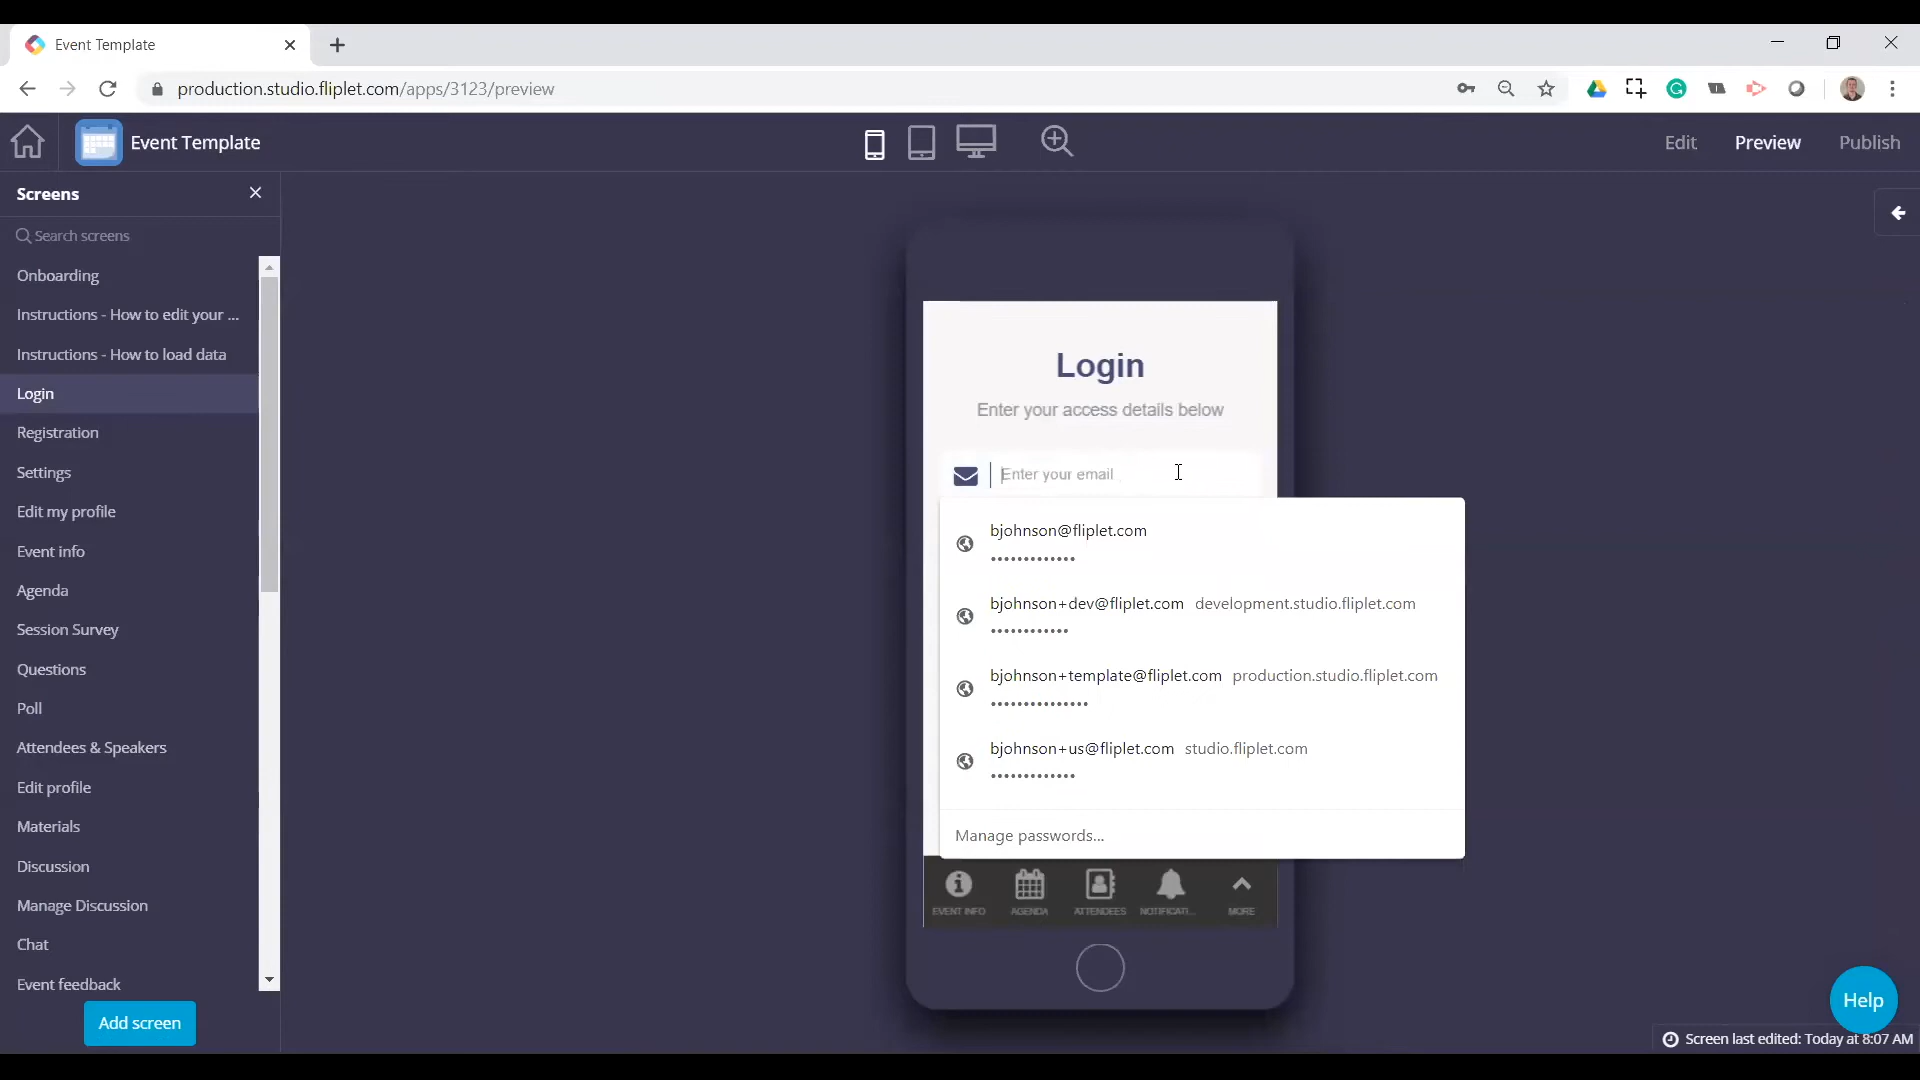 Event Template
production.studio.fliplet.com/apps/3123/preview
Event Template
Edit
Preview
Publish
Screens
Search screens
Onboarding
Instructions - How to edit your ...
Instructions - How to load data
Login
Registration
Settings
Edit my profile
Event info
Agenda
Session Survey
Questions
Poll
Attendees & Speakers
Edit profile
Materials
Discussion
Manage Discussion
Chat
Event feedback
Add screen
Login
Enter your access details below
Enter your email
bjohnson@fliplet.com
•••••••••••••
bjohnson+dev@fliplet.com development.studio.fliplet.com
••••••••••••
bjohnson+template@fliplet.com production.studio.fliplet.com
•••••••••••••••
bjohnson+us@fliplet.com studio.fliplet.com
•••••••••••••
Manage passwords...
EVENT INFO
AGENDA
ATTENDEES
NOTIFICATI...
MORE
Help
Screen last edited: Today at 8:07 AM